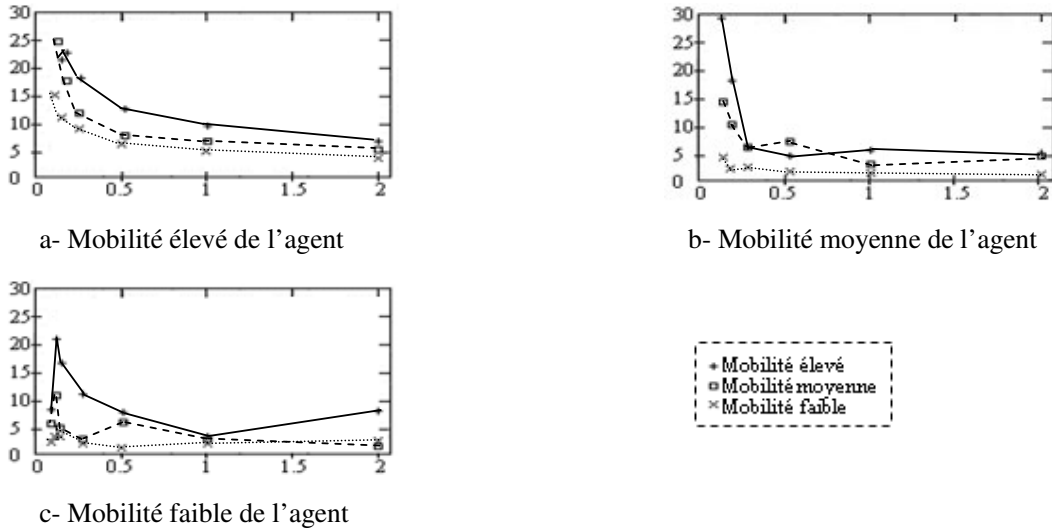 30
25
20
15
10
5
0
0 0.5 1 1.5 2
a- Mobilité élevé de l’agent
30
25
20
15
10
5
0
0 0.5 1 1.5 2
b- Mobilité moyenne de l’agent
30
25
20
15
10
5
0
0 0.5 1 1.5 2
c- Mobilité faible de l’agent
Mobilité élevé
Mobilité moyenne
Mobilité faible